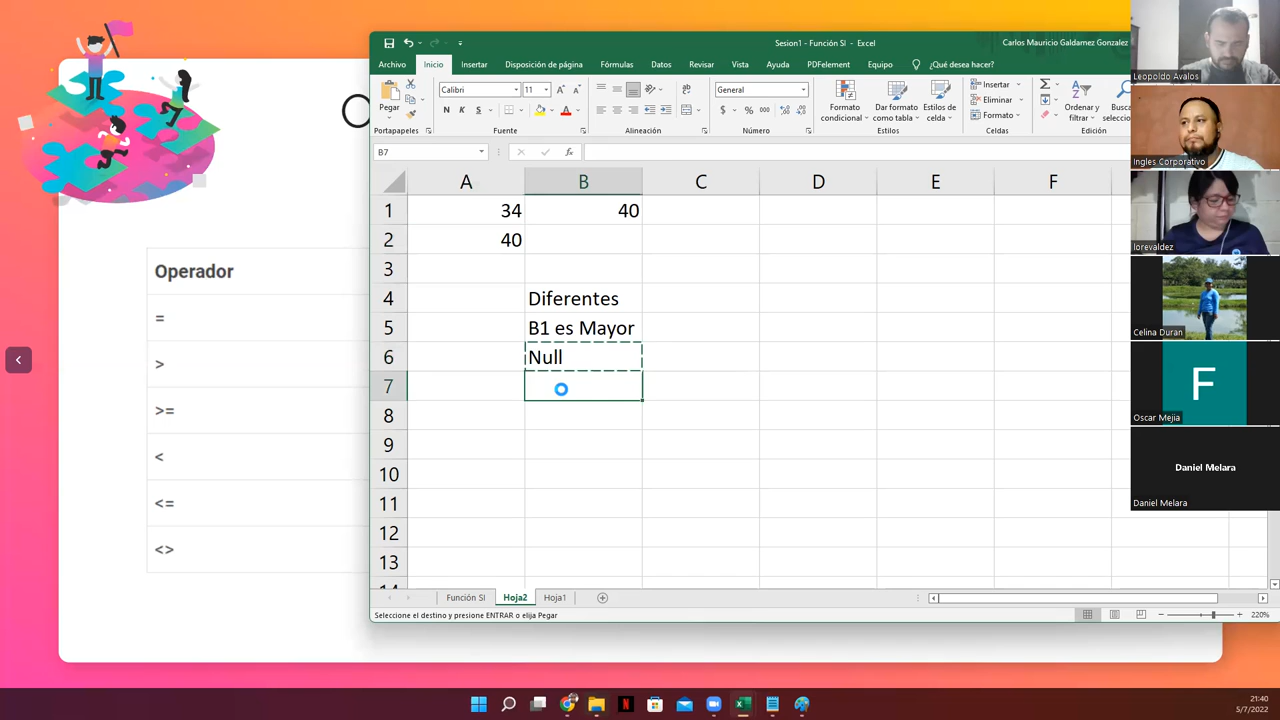 Sesion1 - Función SI - Excel
Carlos Mauricio Galdamez Gonzalez
Archivo Inicio Insertar Disposición de página Fórmulas Datos Revisar Vista Ayuda PDFelement Equipo ¿Qué desea hacer?
Pegar
Calibri 11
N K S
General
Formato condicional
Dar formato como tabla
Estilos de celda
Insertar
Eliminar
Formato
Ordenar y filtrar
Portapapeles Fuente Alineación Número Estilos Celdas Edición
B7
fx
A B C D E F
1 34 40
2 40
3
4 Diferentes
5 B1 es Mayor
6 Null
7
8
9
10
11
12
13
Función SI Hoja2 Hoja1
Seleccione el destino y presione ENTRAR o elija Pegar
220%
Operador
=
>
>=
<
<=
<>
Leopoldo Avalos
Ingles Corporativo
lorevaldez
Celina Duran
F
Oscar Mejia
Daniel Melara
Daniel Melara
21:40
5/7/2022